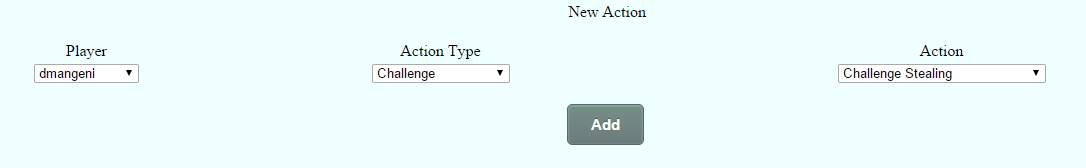 New Action
Player Action Type Action
dmangeni Challenge Challenge Stealing
Add